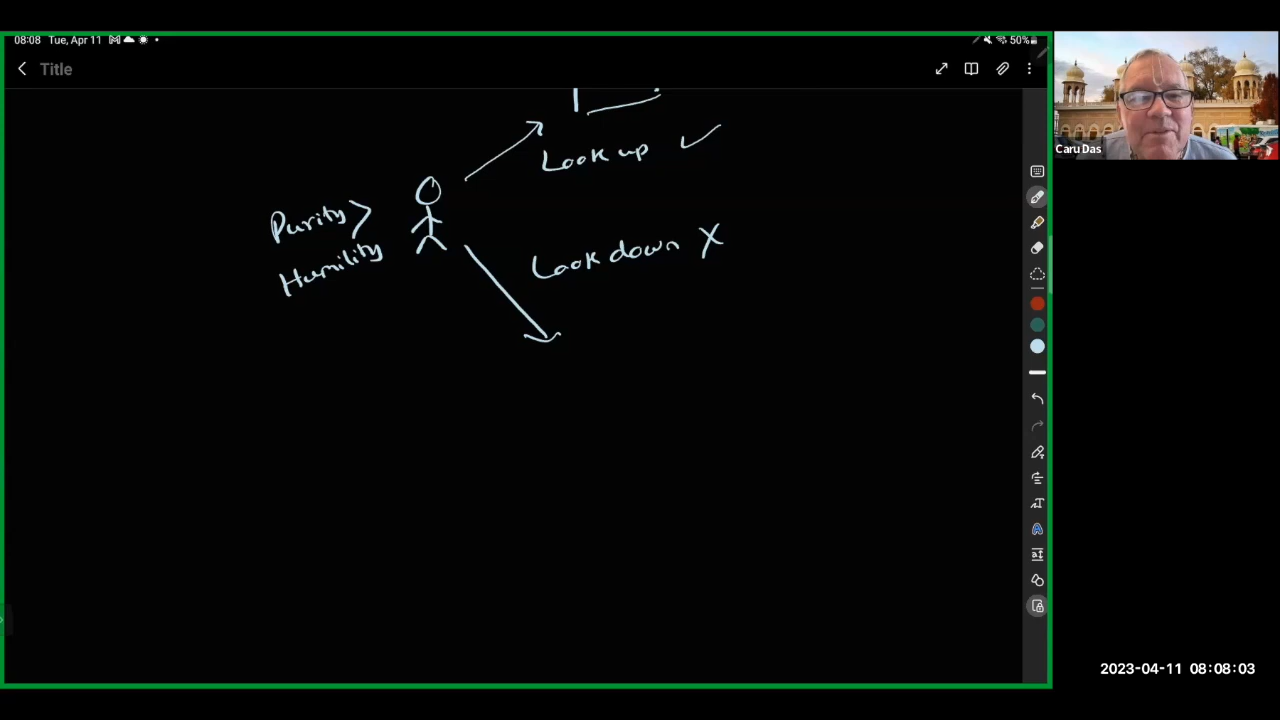 08:08 Tue, Apr 11
50%
Title
Look up
Purity
Humility
Look down X
Caru Das
2023-04-11 08:08:03